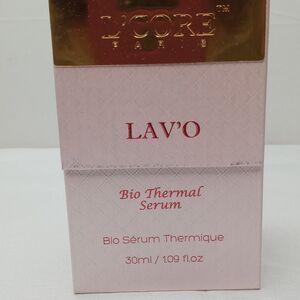 L'CORE™
PARIS
LAV'O
Bio Thermal
Serum
Bio Sérum Thermique
30ml / 1.09 fl.oz